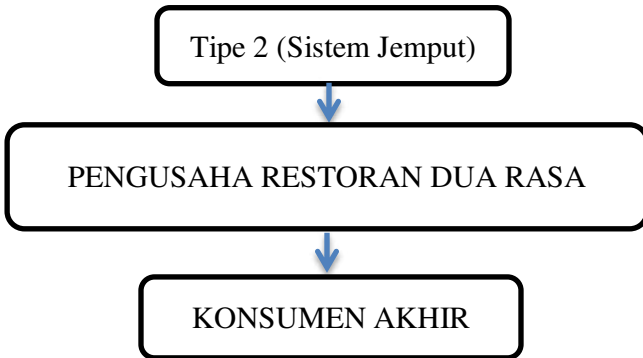 Tipe 2 (Sistem Jemput)
PENGUSAHA RESTORAN DUA RASA
KONSUMEN AKHIR